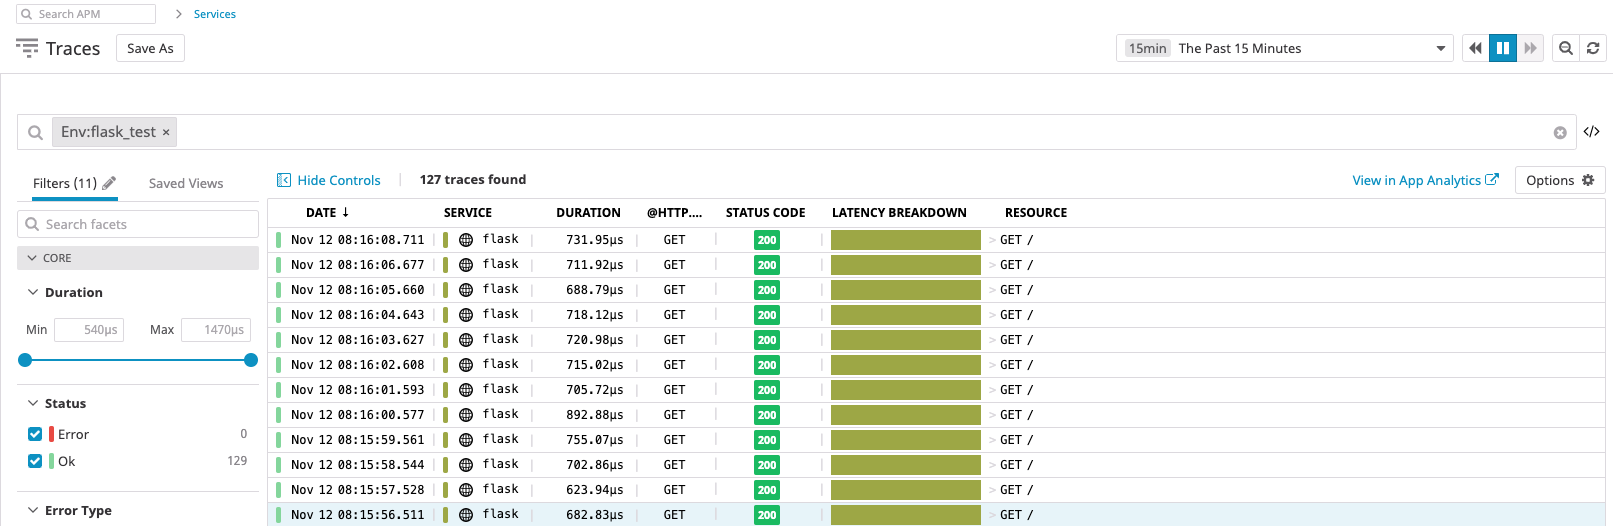 Search APM > Services
Traces Save As 15min The Past 15 Minutes
Env:flask_test × </>
Filters (11) Saved Views Hide Controls 127 traces found View in App Analytics Options
Search facets
DATE ↓ SERVICE DURATION @HTTP.... STATUS CODE LATENCY BREAKDOWN RESOURCE
CORE
Duration
Min 540µs Max 1470µs
Status
Error 0
Ok 129
Error Type
Nov 12 08:16:08.711 flask 731.95µs GET 200 > GET /
Nov 12 08:16:06.677 flask 711.92µs GET 200 > GET /
Nov 12 08:16:05.660 flask 688.79µs GET 200 > GET /
Nov 12 08:16:04.643 flask 718.12µs GET 200 > GET /
Nov 12 08:16:03.627 flask 720.98µs GET 200 > GET /
Nov 12 08:16:02.608 flask 715.02µs GET 200 > GET /
Nov 12 08:16:01.593 flask 705.72µs GET 200 > GET /
Nov 12 08:16:00.577 flask 892.88µs GET 200 > GET /
Nov 12 08:15:59.561 flask 755.07µs GET 200 > GET /
Nov 12 08:15:58.544 flask 702.86µs GET 200 > GET /
Nov 12 08:15:57.528 flask 623.94µs GET 200 > GET /
Nov 12 08:15:56.511 flask 682.83µs GET 200 > GET /